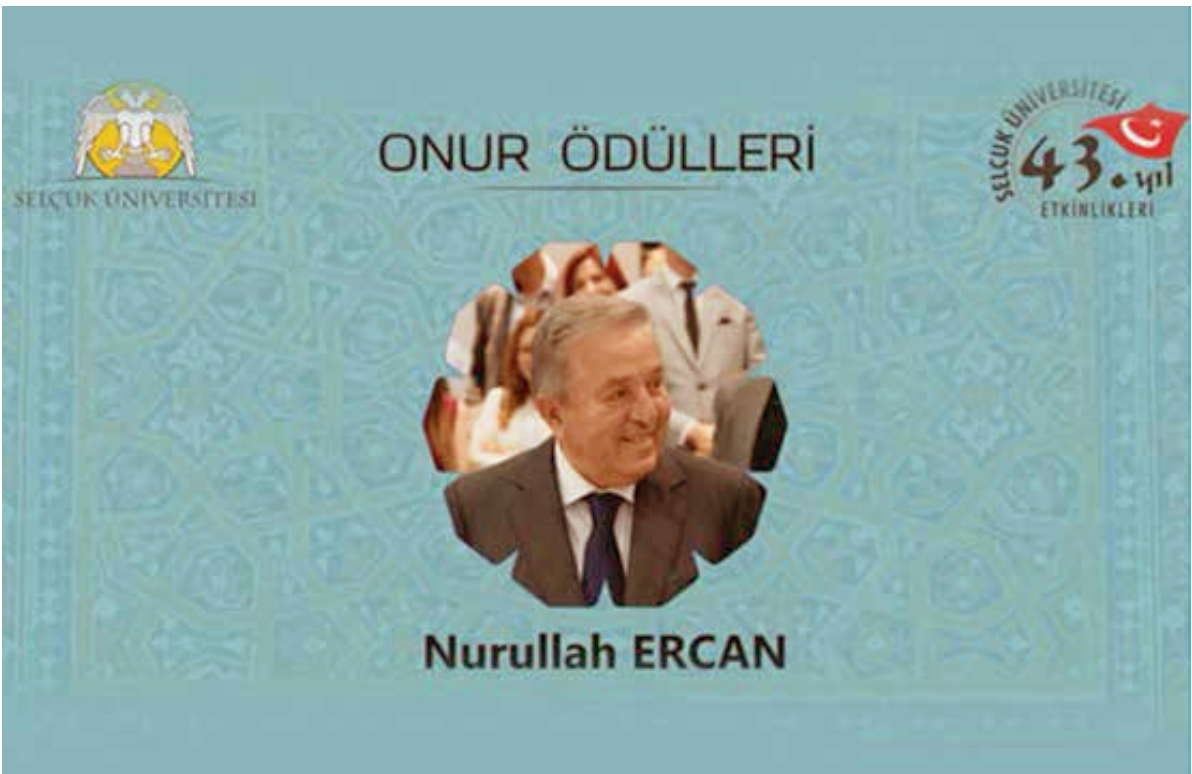 SELÇUK ÜNİVERSİTESİ
ONUR ÖDÜLLERİ
SELÇUK ÜNİVERSİTESİ
43. yıl
ETKİNLİKLERİ
Nurullah ERCAN